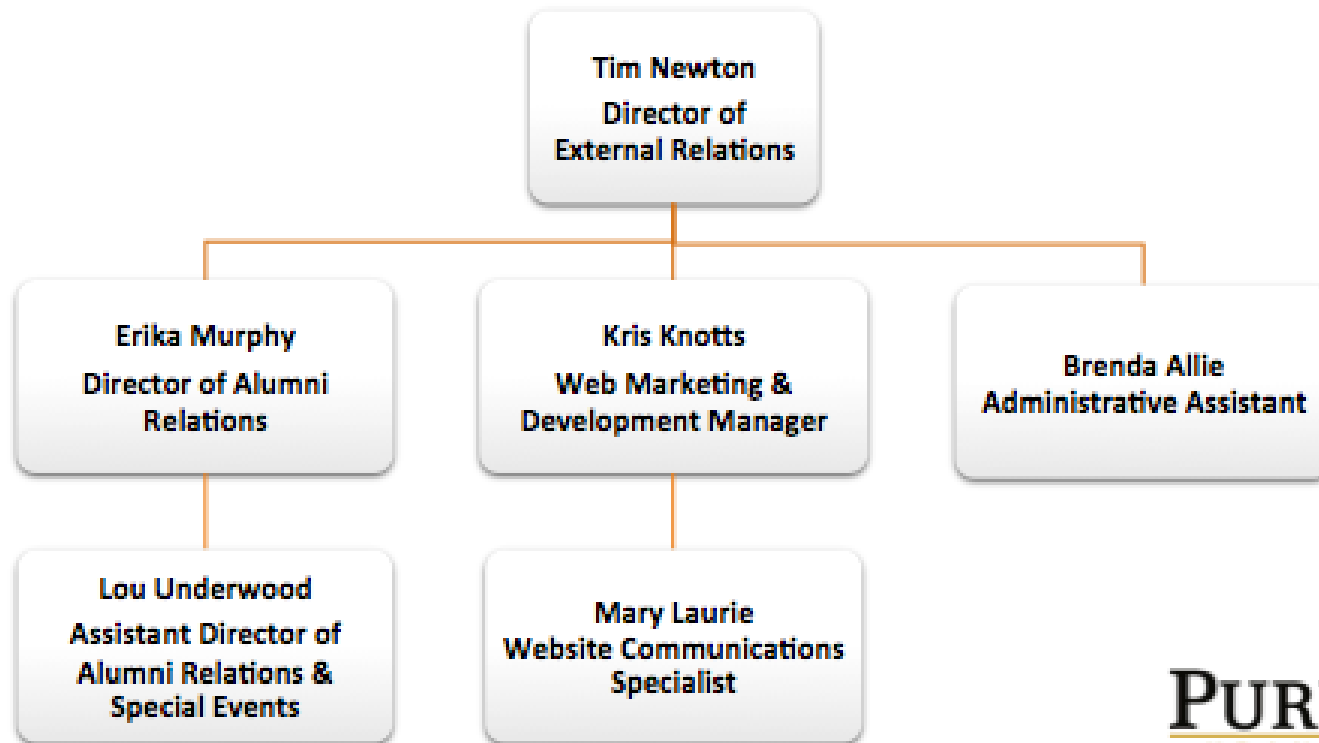 Tim Newton
Director of
External Relations
Erika Murphy
Director of Alumni
Relations
Kris Knotts
Web Marketing &
Development Manager
Brenda Allie
Administrative Assistant
Lou Underwood
Assistant Director of
Alumni Relations &
Special Events
Mary Laurie
Website Communications
Specialist